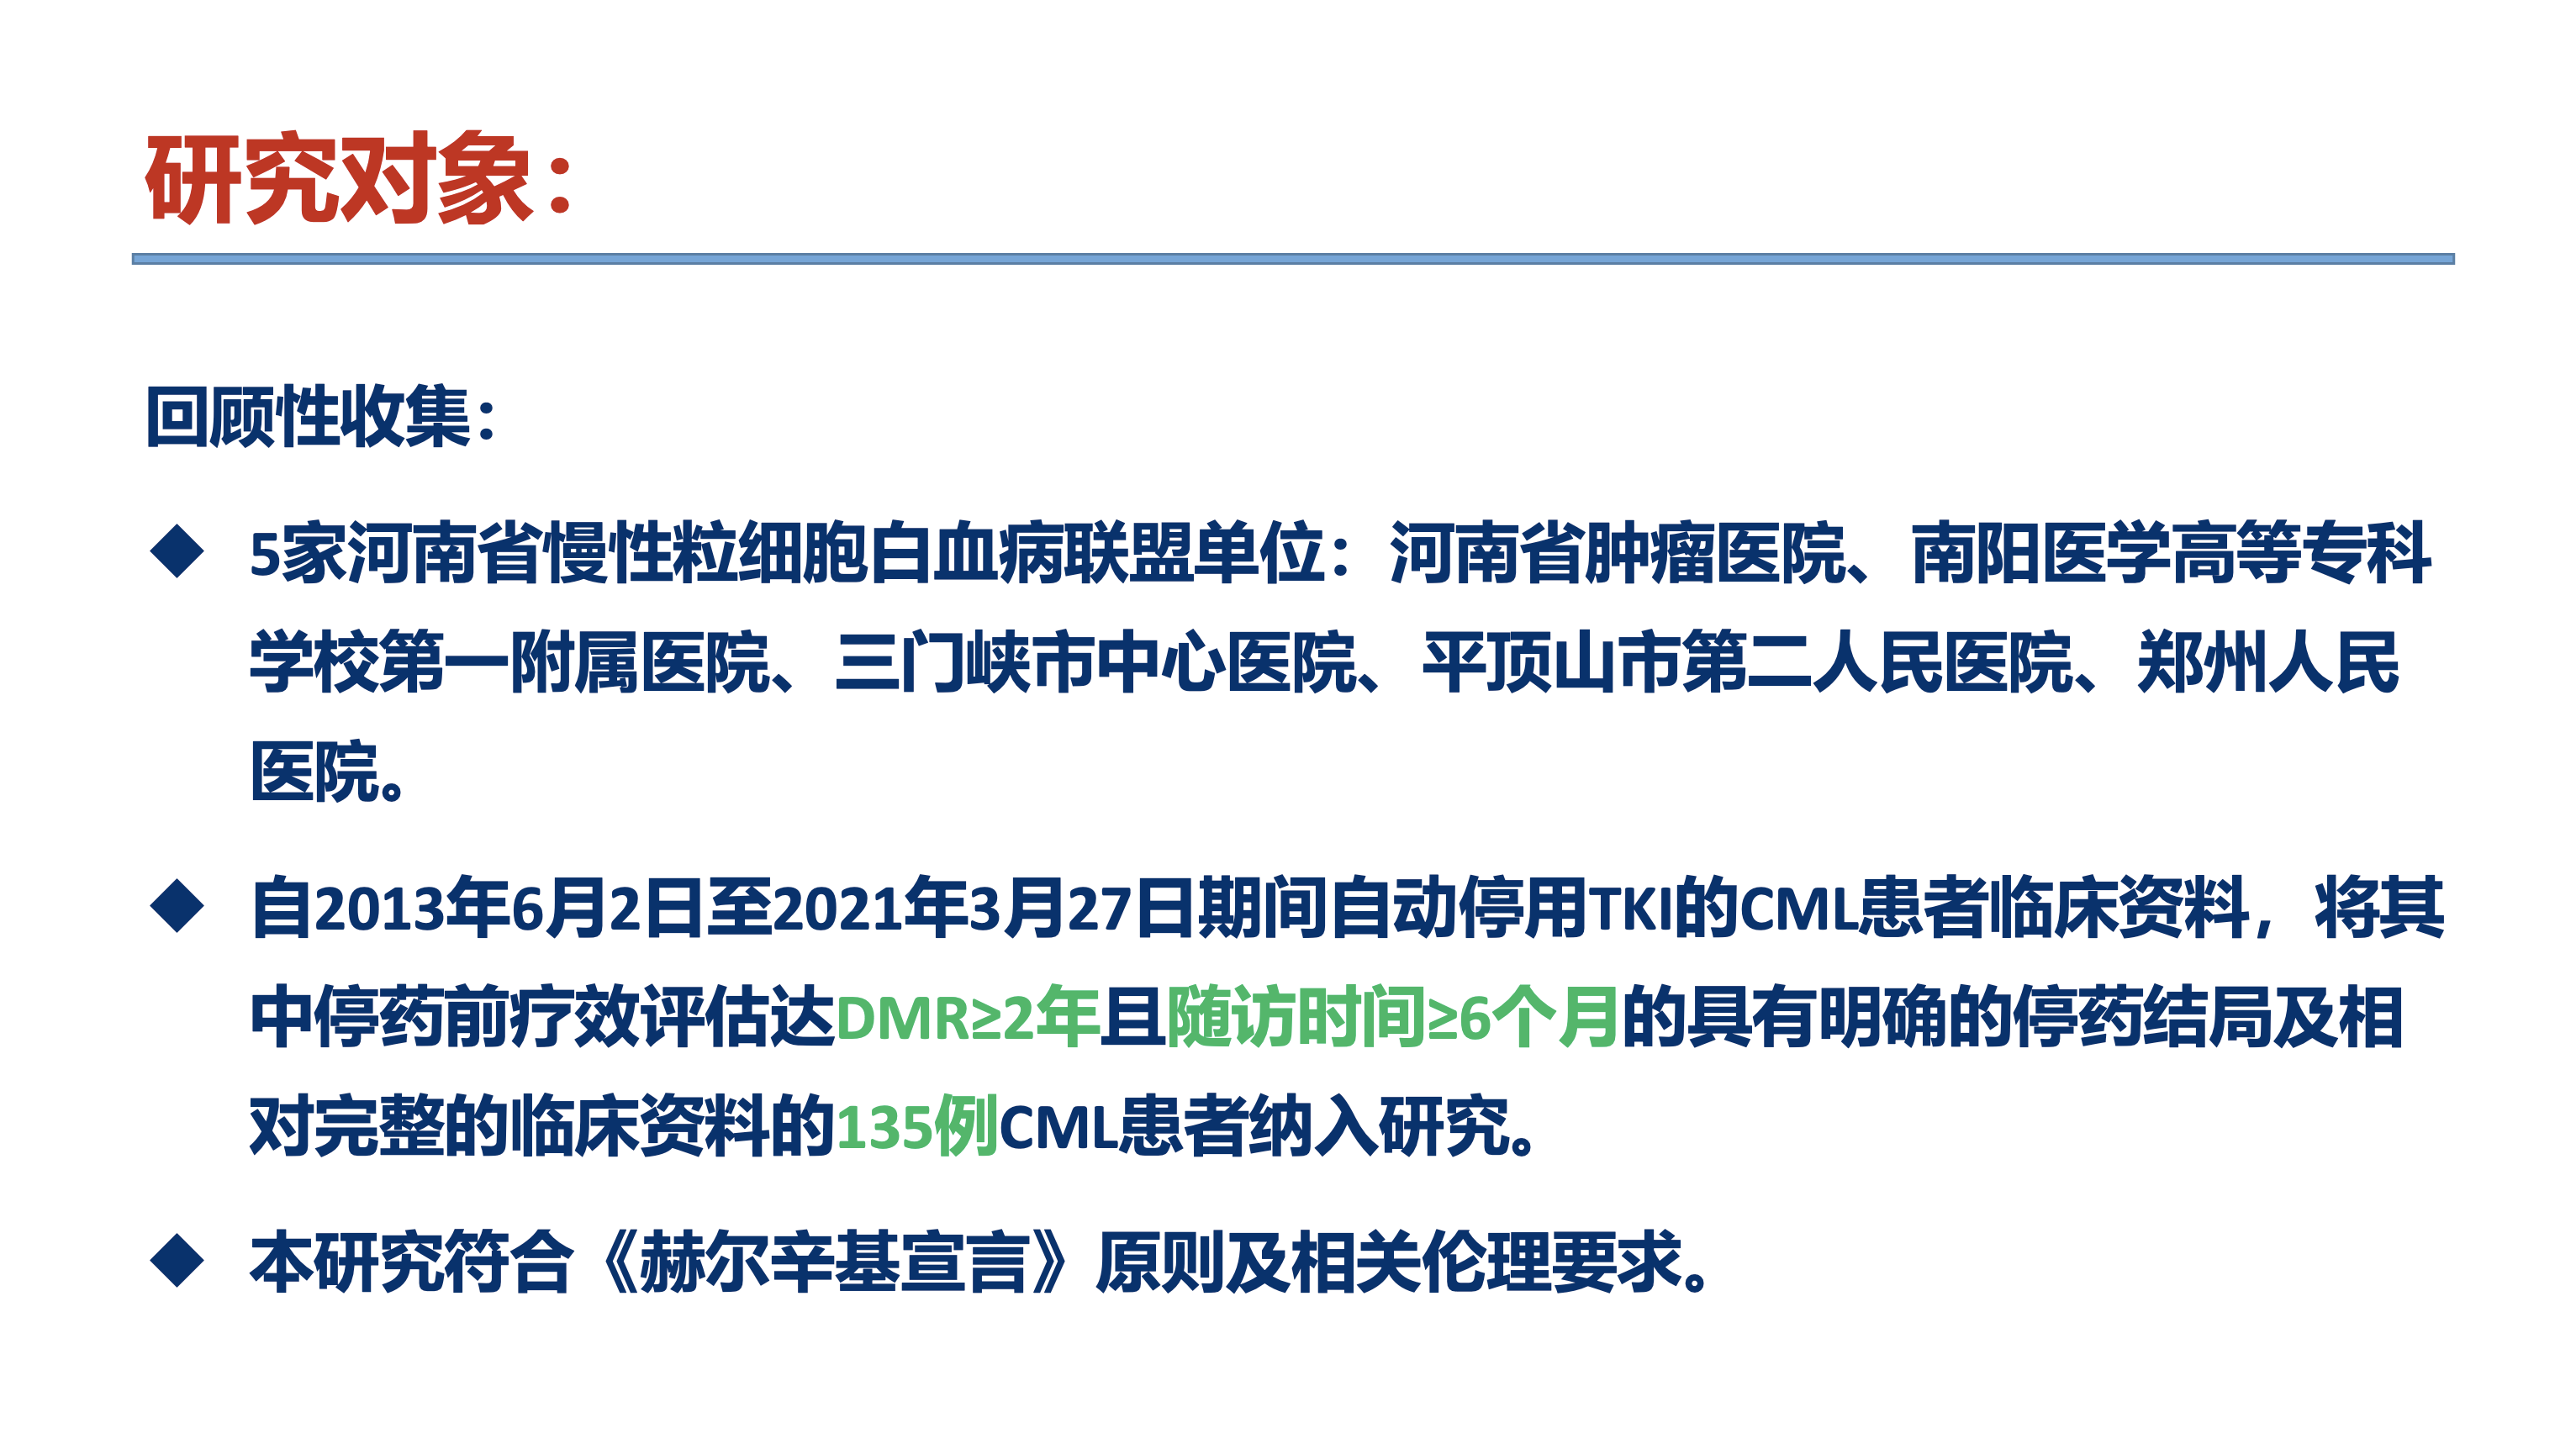 研究对象：
回顾性收集：
◆ 5家河南省慢性粒细胞白血病联盟单位：河南省肿瘤医院、南阳医学高等专科
学校第一附属医院、三门峡市中心医院、平顶山市第二人民医院、郑州人民
医院。
◆ 自2013年6月2日至2021年3月27日期间自动停用TKI的CML患者临床资料，将其
中停药前疗效评估达DMR≥2年且随访时间≥6个月的具有明确的停药结局及相
对完整的临床资料的135例CML患者纳入研究。
◆ 本研究符合《赫尔辛基宣言》原则及相关伦理要求。